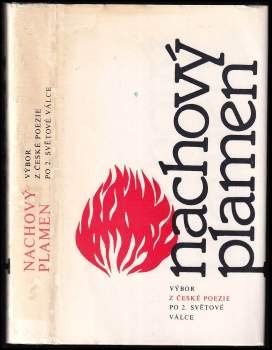 NACHOVÝ
PLAMEN
VÝBOR
Z ČESKÉ POEZIE
PO 2. SVĚTOVÉ VÁLCE
nachový
plamen
VÝBOR
Z ČESKÉ POEZIE
PO 2. SVĚTOVÉ
VÁLCE